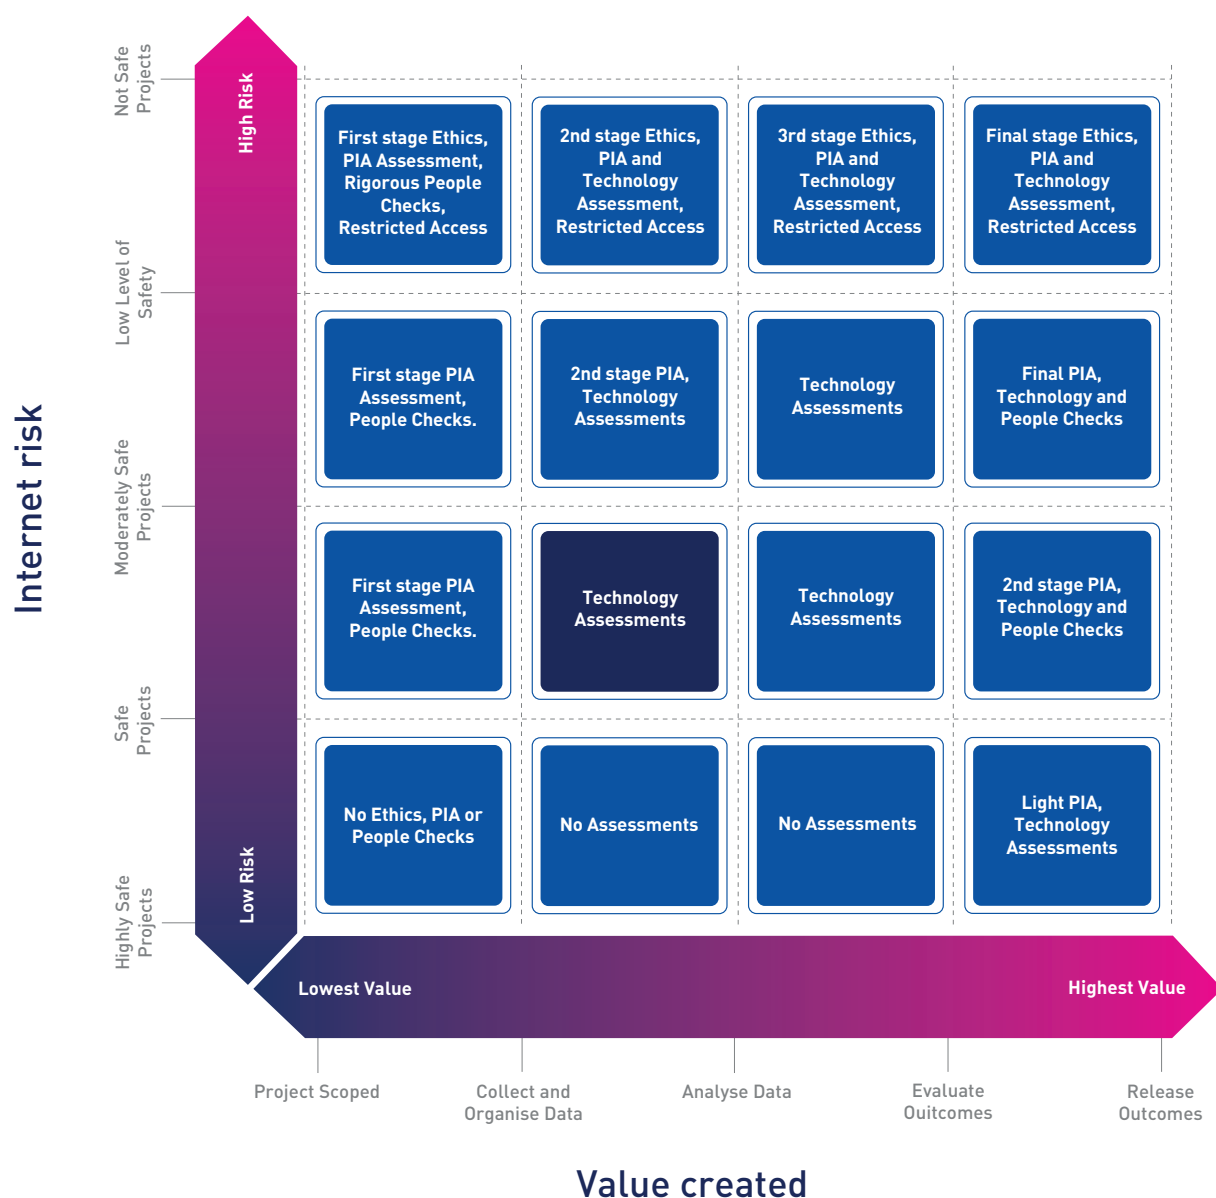 Internet risk
Not Safe
Projects
Low Level of
Safety
Moderately Safe
Projects
Safe
Projects
Highly Safe
Projects
High Risk
Low Risk
First stage Ethics,
PIA Assessment,
Rigorous People
Checks,
Restricted Access
2nd stage Ethics,
PIA and
Technology
Assessment,
Restricted Access
3rd stage Ethics,
PIA and
Technology
Assessment,
Restricted Access
Final stage Ethics,
PIA and
Technology
Assessment,
Restricted Access
First stage PIA
Assessment,
People Checks.
2nd stage PIA,
Technology
Assessments
Technology
Assessments
Final PIA,
Technology and
People Checks
First stage PIA
Assessment,
People Checks.
Technology
Assessments
Technology
Assessments
2nd stage PIA,
Technology and
People Checks
No Ethics, PIA or
People Checks
No Assessments
No Assessments
Light PIA,
Technology
Assessments
Lowest Value
Highest Value
Project Scoped
Collect and
Organise Data
Analyse Data
Evaluate
Ouitcomes
Release
Outcomes
Value created